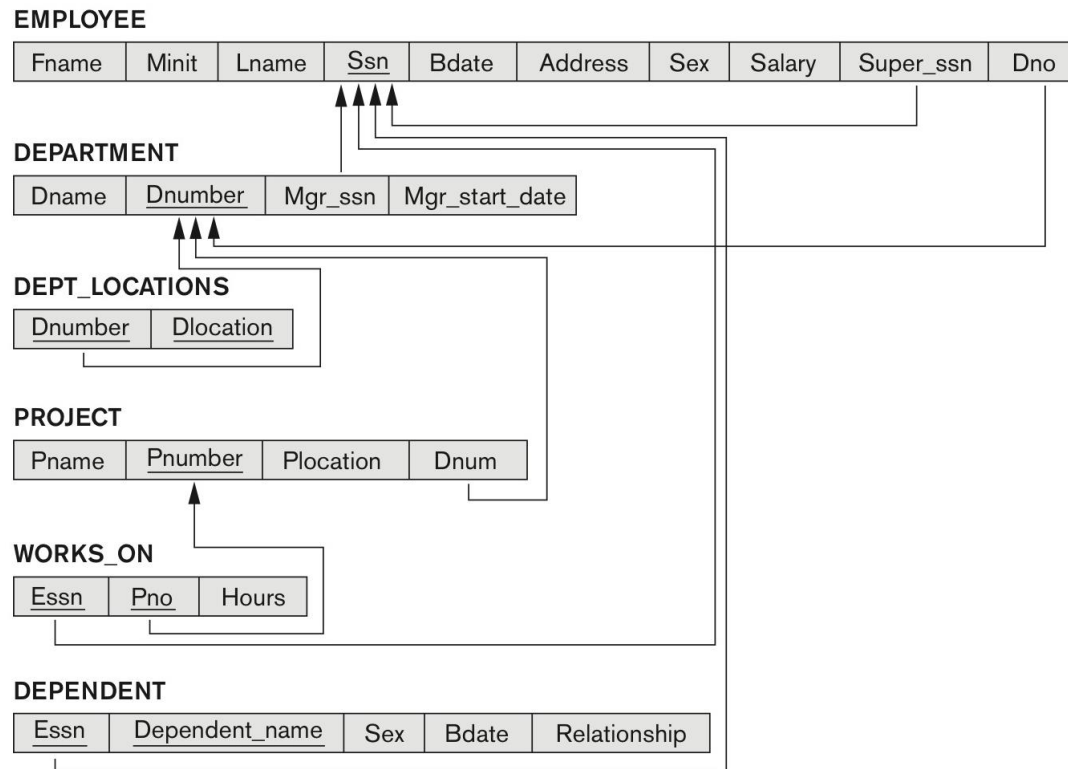 EMPLOYEE
Fname Minit Lname Ssn Bdate Address Sex Salary Super_ssn Dno
DEPARTMENT
Dname Dnumber Mgr_ssn Mgr_start_date
DEPT_LOCATIONS
Dnumber Dlocation
PROJECT
Pname Pnumber Plocation Dnum
WORKS_ON
Essn Pno Hours
DEPENDENT
Essn Dependent_name Sex Bdate Relationship